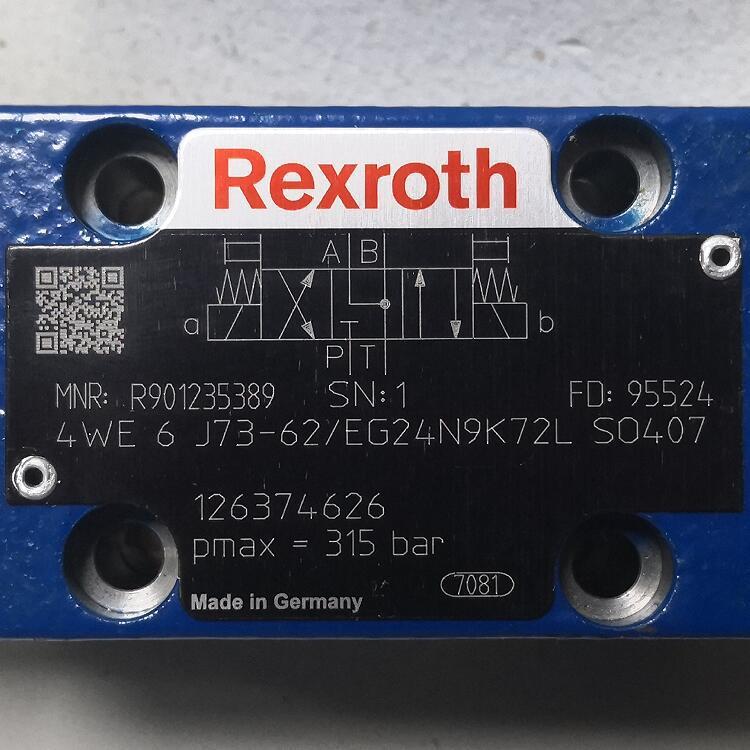 Rexroth
A B
a b
P T
MNR: R901235389 SN: 1 FD: 95524
4WE 6 J73-62/EG24N9K72L SO407
126374626
pmax = 315 bar
Made in Germany 7081